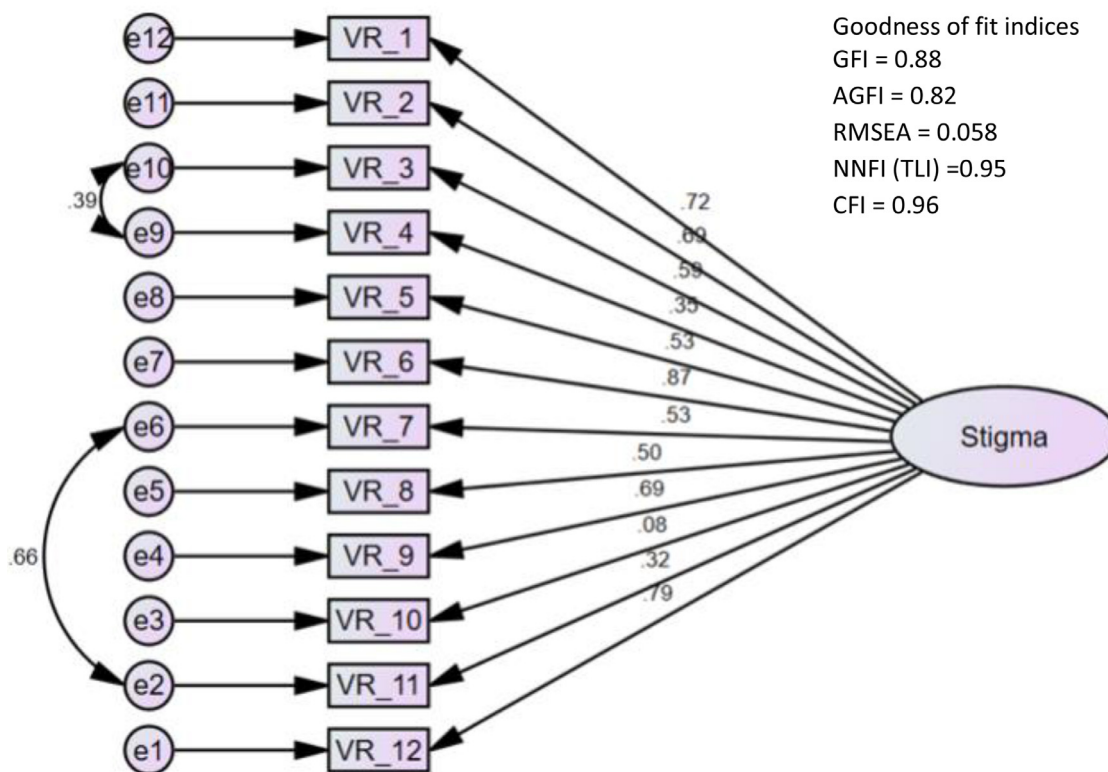 Goodness of fit indices
GFI = 0.88
AGFI = 0.82
RMSEA = 0.058
NNFI (TLI) =0.95
CFI = 0.96
e12 VR_1
e11 VR_2
e10 VR_3
.39
e9 VR_4
e8 VR_5
e7 VR_6
e6 VR_7
e5 VR_8
.66
e4 VR_9
e3 VR_10
e2 VR_11
e1 VR_12
.72
.69
.59
.35
.53
.87
.53
.50
.69
.08
.32
.79
Stigma